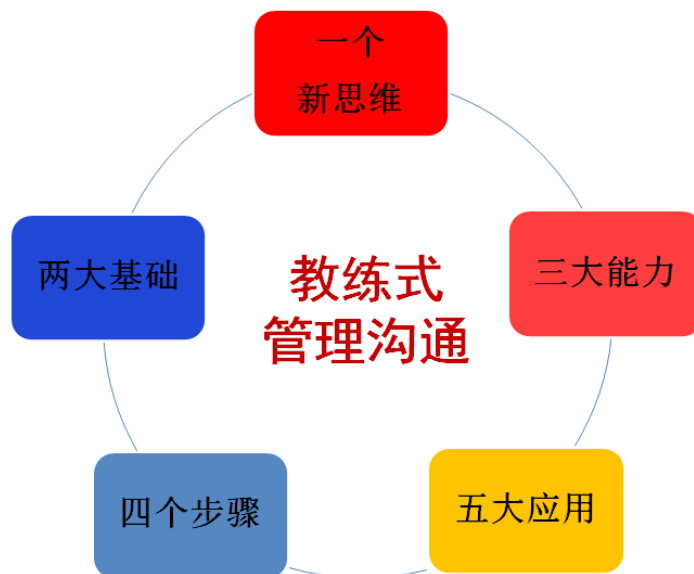 一个
新思维
两大基础
三大能力
教练式
管理沟通
四个步骤
五大应用